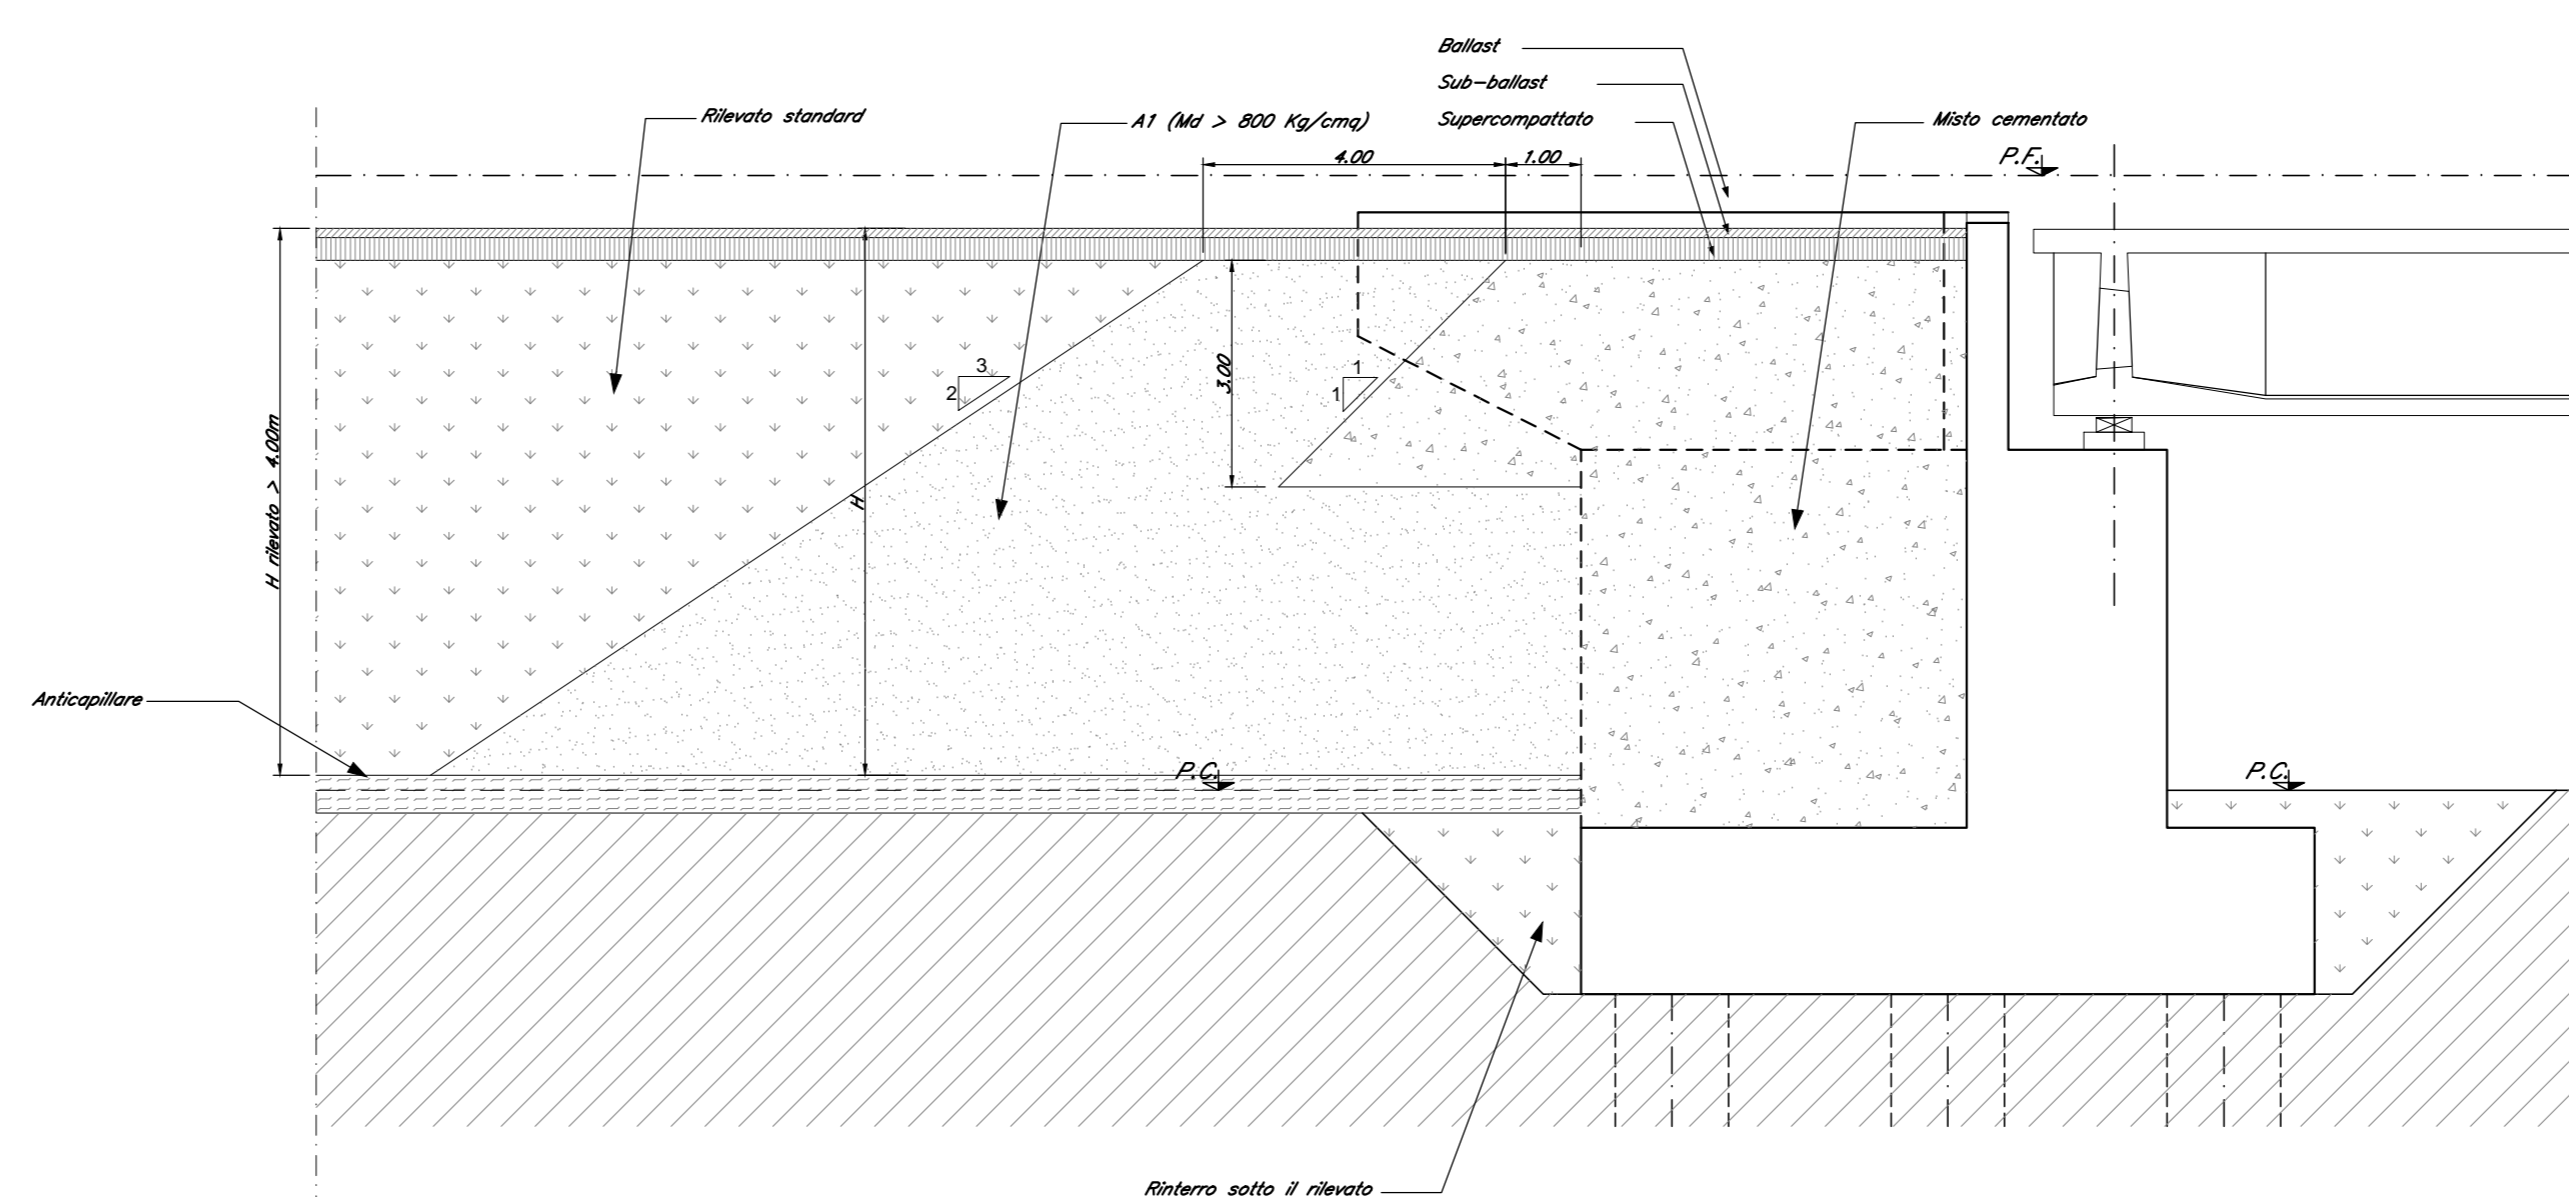 Ballast
Sub-ballast
Supercompattato
Rilevato standard
A1 (Md > 800 Kg/cmq)
Misto cementato
4.00
1.00
P.F.
3
2
3.00
1
1
H rilevato > 4.00m
H
Anticapillare
P.C.
P.C.
Rinterro sotto il rilevato